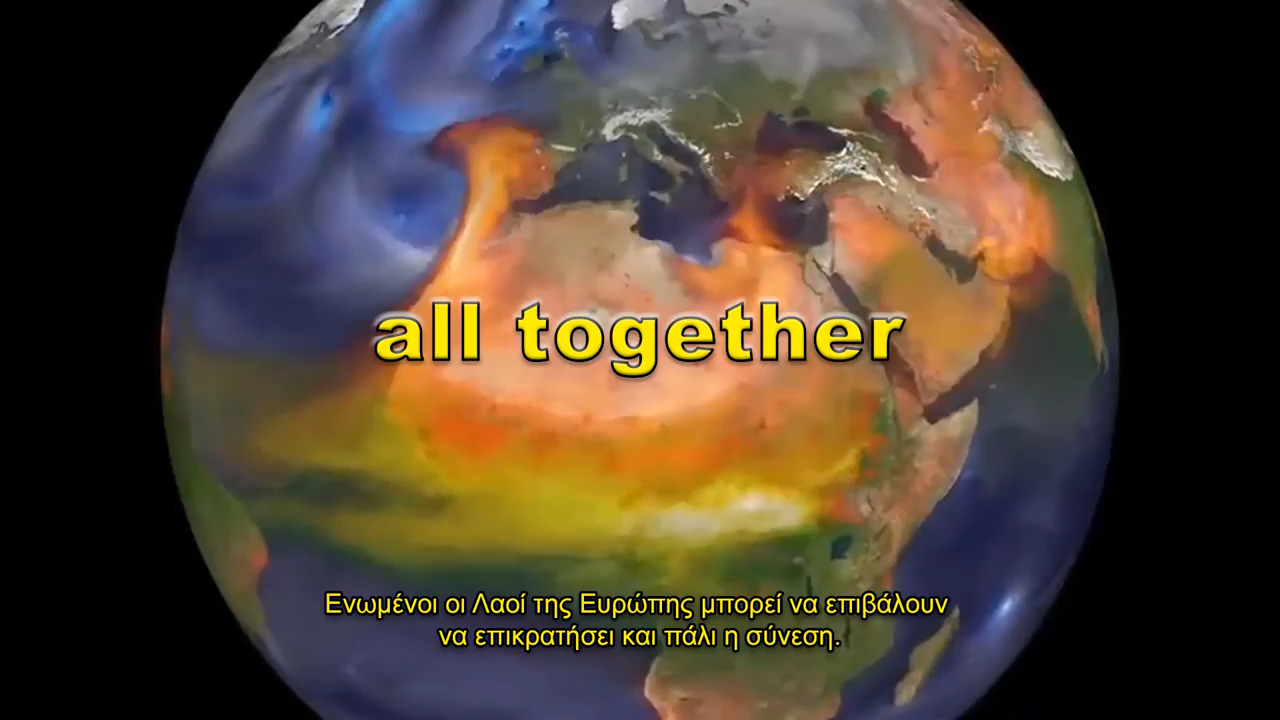 all together
Ενωμένοι οι Λαοί της Ευρώπης μπορεί να επιβάλουν
να επικρατήσει και πάλι η σύνεση.